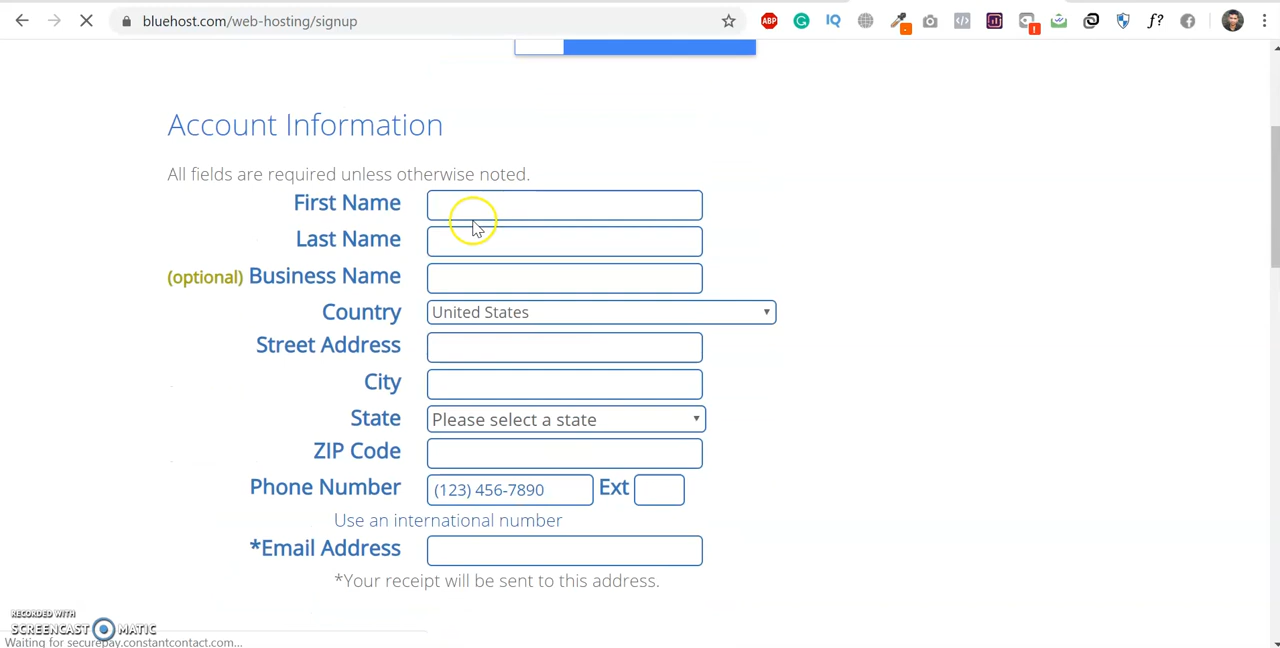 bluehost.com/web-hosting/signup
ABP
IQ
f?
Account Information
All fields are required unless otherwise noted.
First Name
Last Name
(optional) Business Name
Country United States
Street Address
City
State Please select a state
ZIP Code
Phone Number (123) 456-7890 Ext
Use an international number
*Email Address
*Your receipt will be sent to this address.
RECORDED WITH
SCREENCAST MATIC
Waiting for securepay.constantcontact.com...